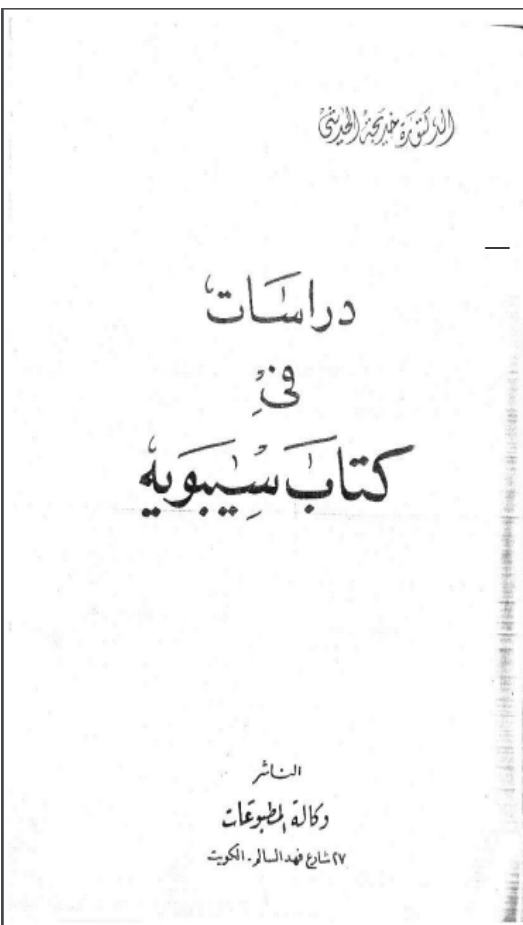 الدكتورة خديجة الحديثي
دراسات
في
كتاب سيبويه
الناشر
وكالة المطبوعات
٢٧ شارع فهد السالم - الكويت